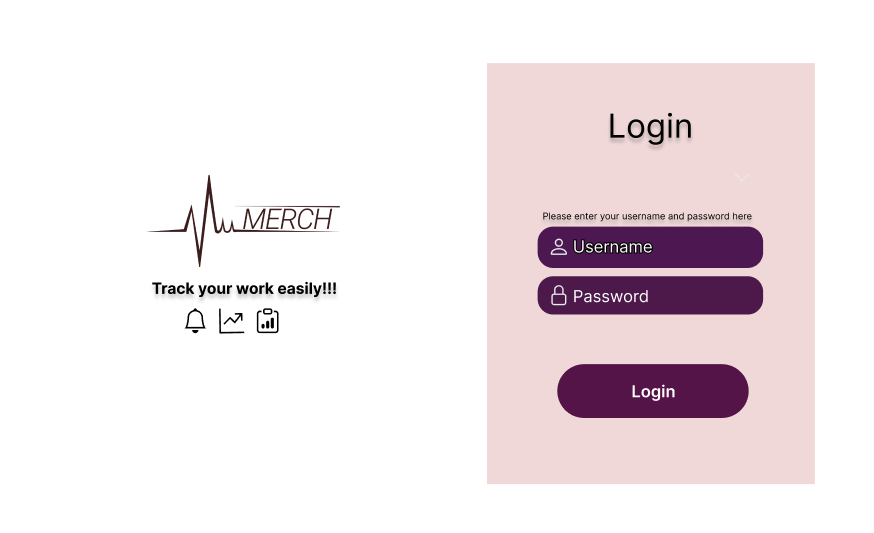 MERCH
Track your work easily!!!
Login
Please enter your username and password here
Username
Password
Login